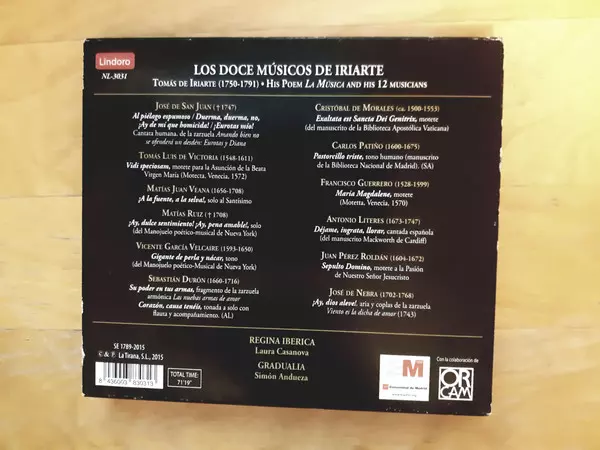 Lindoro
NL-3031
LOS DOCE MÚSICOS DE IRIARTE
TOMÁS DE IRIARTE (1750-1791) • HIS POEM LA MÚSICA AND HIS 12 MUSICIANS
JOSÉ DE SAN JUAN († 1747)
Al piélago espumoso / Duerma, duerma, no,
¡Ay de mí que homicida! / ¡Eurotas mío!
Cantata humana, de la zarzuela Amando bien no
se ofenderá un desdén: Eurotas y Diana
TOMÁS LUIS DE VICTORIA (1548-1611)
Vidi speciosam, motete para la Asunción de la Beata
Virgen María (Motecta, Venecia, 1572)
MATÍAS JUAN VEANA (1656-1708)
¡A la fuente, a la selva!, solo al Santísimo
MATÍAS RUIZ († 1708)
¡Ay, dulce sentimiento! ¡Ay, pena amable!, solo
(del Manojuelo poético-musical de Nueva York)
VICENTE GARCÍA VELCAIRE (1593-1650)
Gigante de perla y nácar, tono
(del Manojuelo Poético-Musical de Nueva York)
SEBASTIÁN DURÓN (1660-1716)
Su poder en tus armas, fragmento de la zarzuela
armónica Las nuevas armas de amor
Corazón, causa tenéis, tonada a solo con
flauta y acompañamiento. (AL)
CRISTÓBAL DE MORALES (ca. 1500-1553)
Exaltata est Sancta Dei Genitrix, motete
(del manuscrito de la Biblioteca Apostólica Vaticana)
CARLOS PATIÑO (1600-1675)
Pastorcillo triste, tono humano (manuscrito
de la Biblioteca Nacional de Madrid). (SA)
FRANCISCO GUERRERO (1528-1599)
Maria Magdalene, motete
(Motetta, Venezia, 1570)
ANTONIO LITERES (1673-1747)
Déjame, ingrata, llorar, cantada española
(del manuscrito Mackworth de Cardiff)
JUAN PÉREZ ROLDÁN (1604-1672)
Sepulto Domino, motete a la Pasión
de Nuestro Señor Jesucristo
JOSÉ DE NEBRA (1702-1768)
¡Ay, dios aleve!, aria y coplas de la zarzuela
Viento es la dicha de amor (1743)
REGINA IBERICA
Laura Casanova
GRADUALIA
Simón Andueza
SE 1789-2015
© & ℗ La Tirana, S.L., 2015
8 436003 830319
TOTAL TIME:
71'19"
Comunidad de Madrid
Con la colaboración de
ORCAM